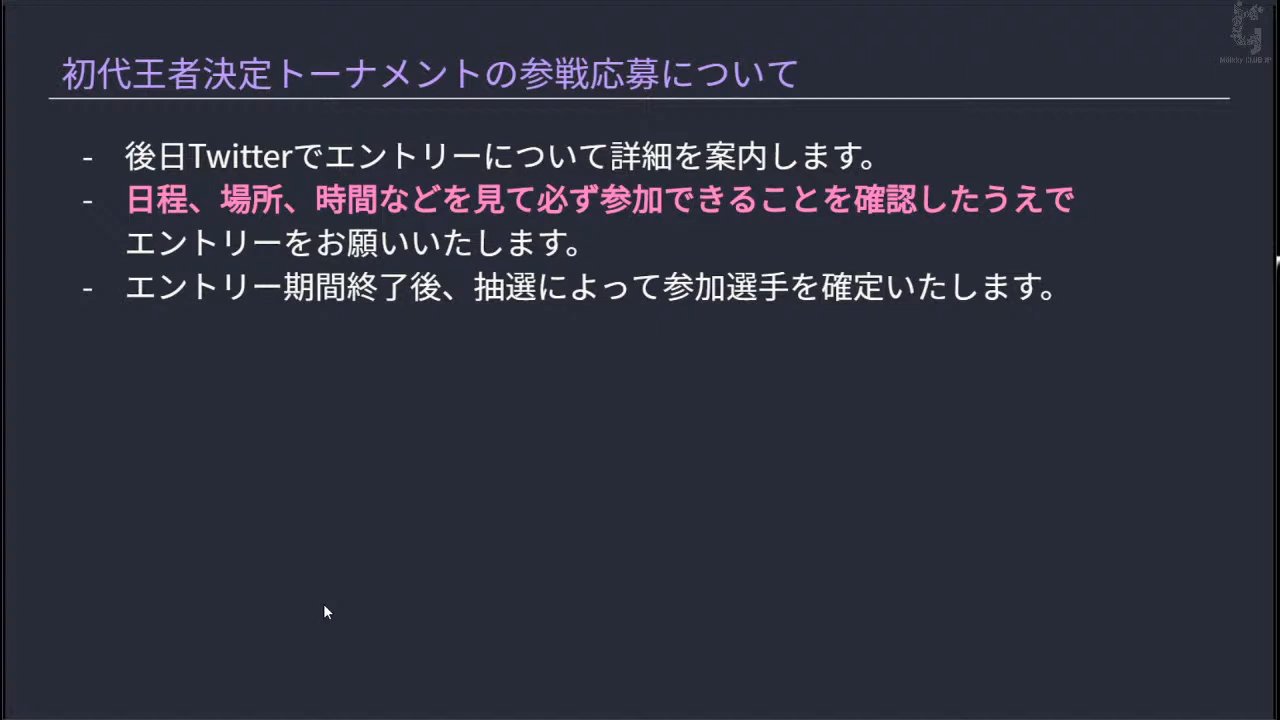 初代王者決定トーナメントの参戦応募について
- 後日Twitterでエントリーについて詳細を案内します。
- 日程、場所、時間などを見て必ず参加できることを確認したうえで
エントリーをお願いいたします。
- エントリー期間終了後、抽選によって参加選手を確定いたします。